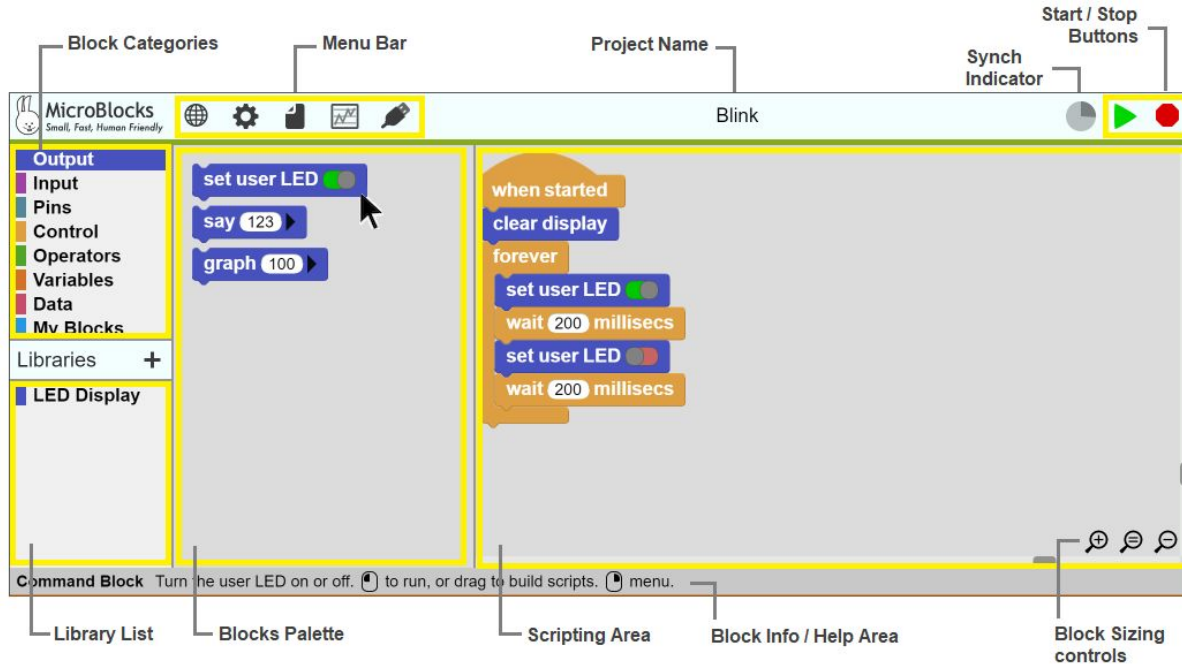 Start / Stop
Buttons
Block Categories
Menu Bar
Project Name
Synch
Indicator
MicroBlocks
Small, Fast, Human Friendly
Blink
Output
Input
Pins
Control
Operators
Variables
Data
My Blocks
Libraries +
LED Display
set user LED
say 123
graph 100
when started
clear display
forever
set user LED
wait 200 millisecs
set user LED
wait 200 millisecs
Command Block Turn the user LED on or off. to run, or drag to build scripts. menu.
Library List
Blocks Palette
Scripting Area
Block Info / Help Area
Block Sizing
controls